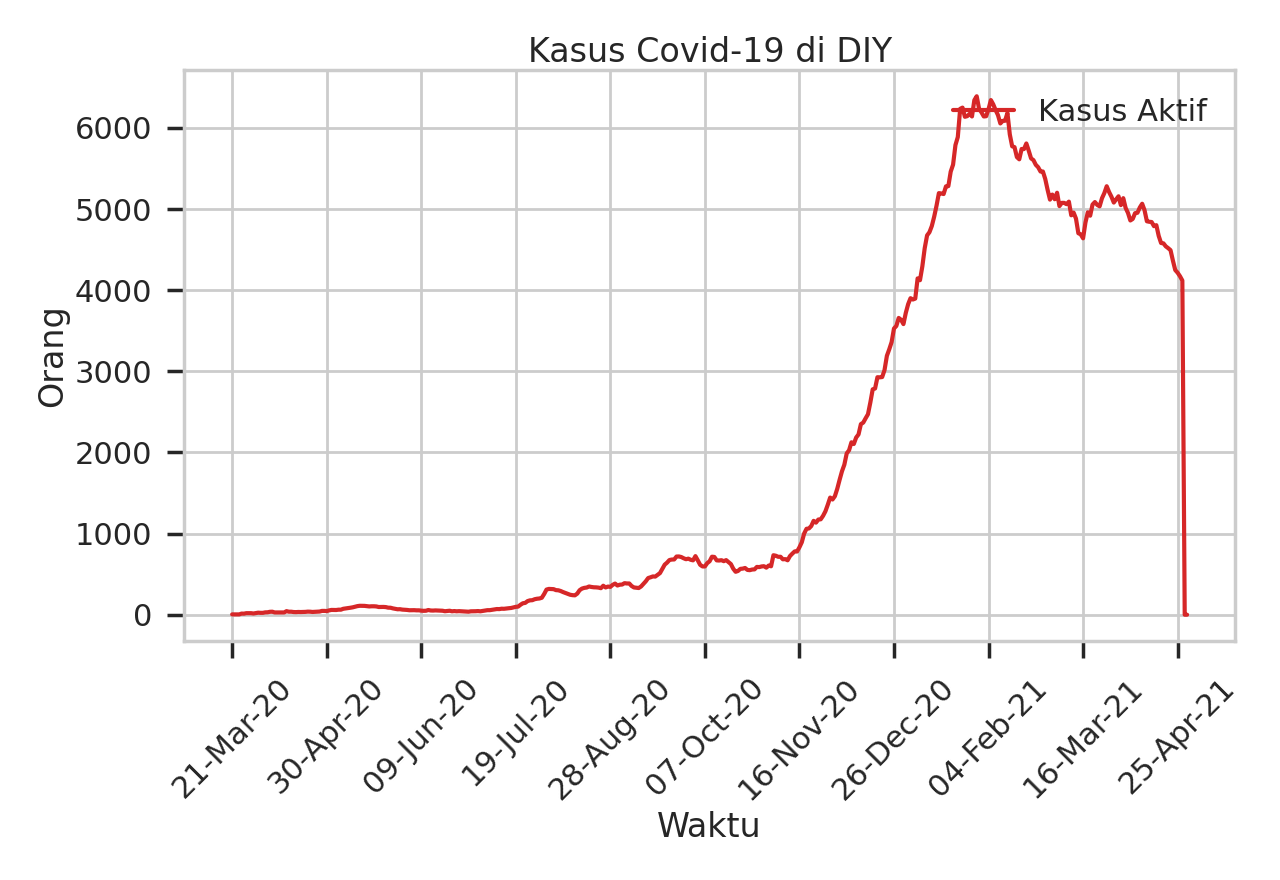 Kasus Covid-19 di DIY
Kasus Aktif
6000
5000
4000
3000
2000
1000
0
Orang
21-Mar-20
30-Apr-20
09-Jun-20
19-Jul-20
28-Aug-20
07-Oct-20
16-Nov-20
26-Dec-20
04-Feb-21
16-Mar-21
25-Apr-21
Waktu